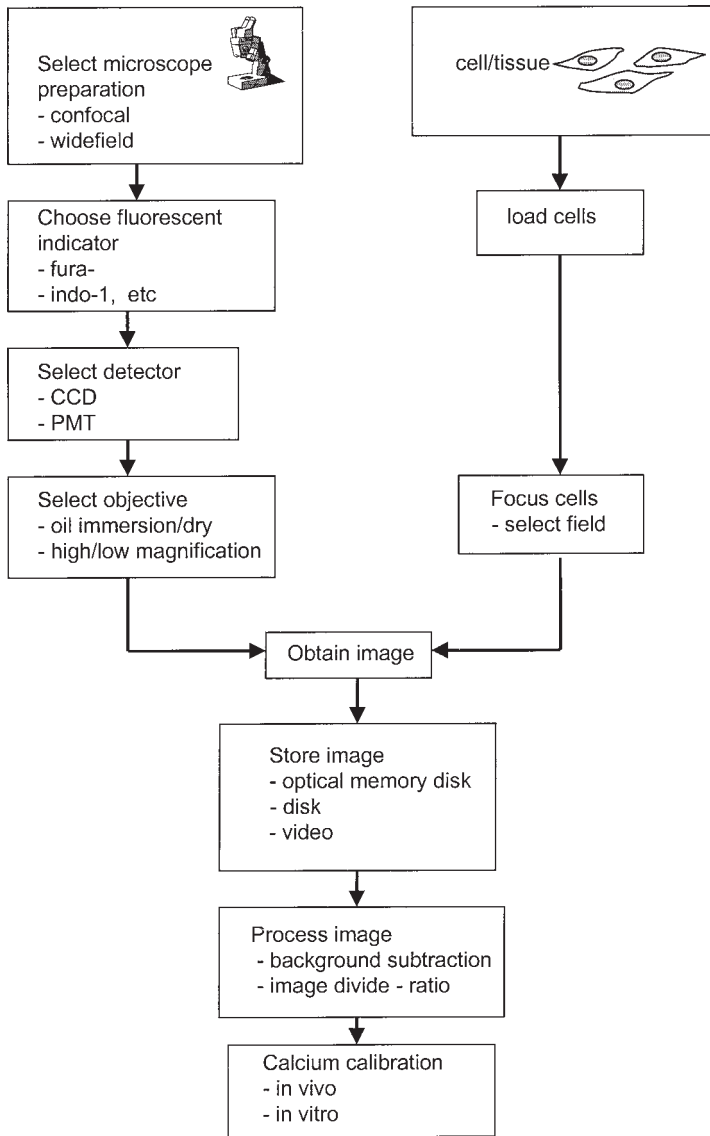 Select microscope
preparation
- confocal
- widefield
cell/tissue
Choose fluorescent
indicator
- fura-
- indo-1, etc
load cells
Select detector
- CCD
- PMT
Select objective
- oil immersion/dry
- high/low magnification
Focus cells
- select field
Obtain image
Store image
- optical memory disk
- disk
- video
Process image
- background subtraction
- image divide - ratio
Calcium calibration
- in vivo
- in vitro